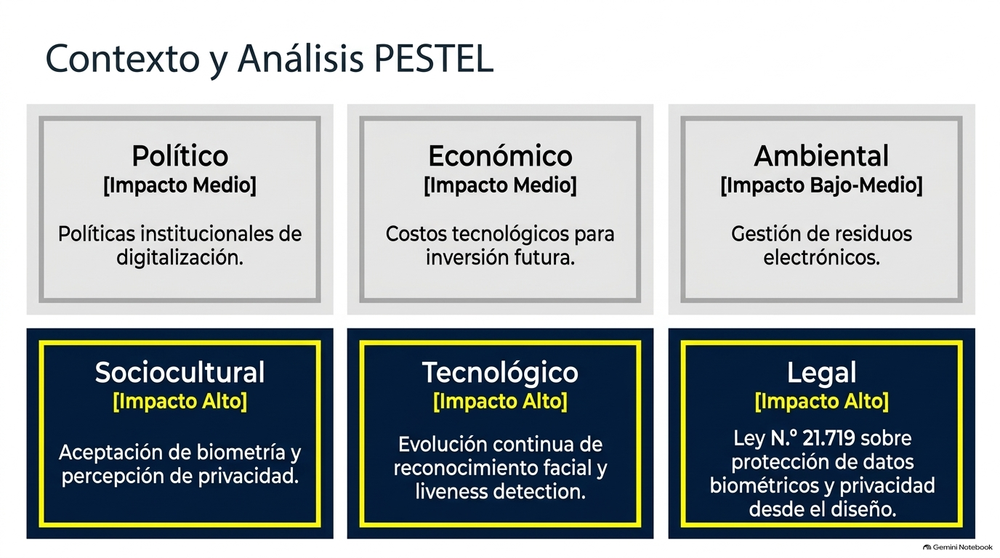 Contexto y Análisis PESTEL
Político
[Impacto Medio]
Políticas institucionales de
digitalización.
Económico
[Impacto Medio]
Costos tecnológicos para
inversión futura.
Ambiental
[Impacto Bajo-Medio]
Gestión de residuos
electrónicos.
Sociocultural
[Impacto Alto]
Aceptación de biometría y
percepción de privacidad.
Tecnológico
[Impacto Alto]
Evolución continua de
reconocimiento facial y
liveness detection.
Legal
[Impacto Alto]
Ley N.º 21.719 sobre
protección de datos
biométricos y privacidad
desde el diseño.
Gemini Notebook